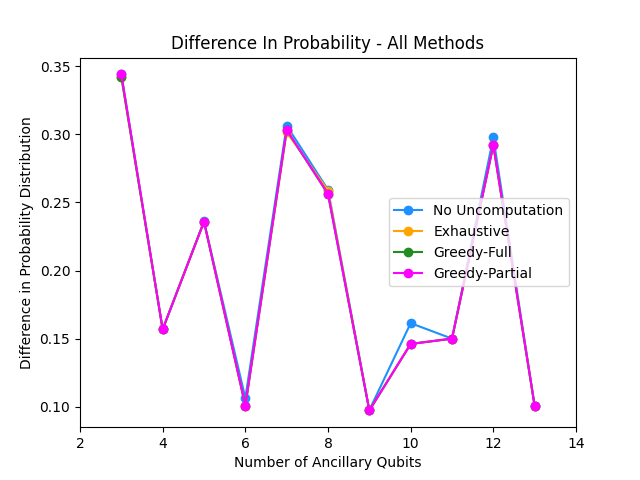 Difference In Probability - All Methods
Difference in Probability Distribution
0.35
0.30
0.25
0.20
0.15
0.10
No Uncomputation
Exhaustive
Greedy-Full
Greedy-Partial
2 4 6 8 10 12 14
Number of Ancillary Qubits